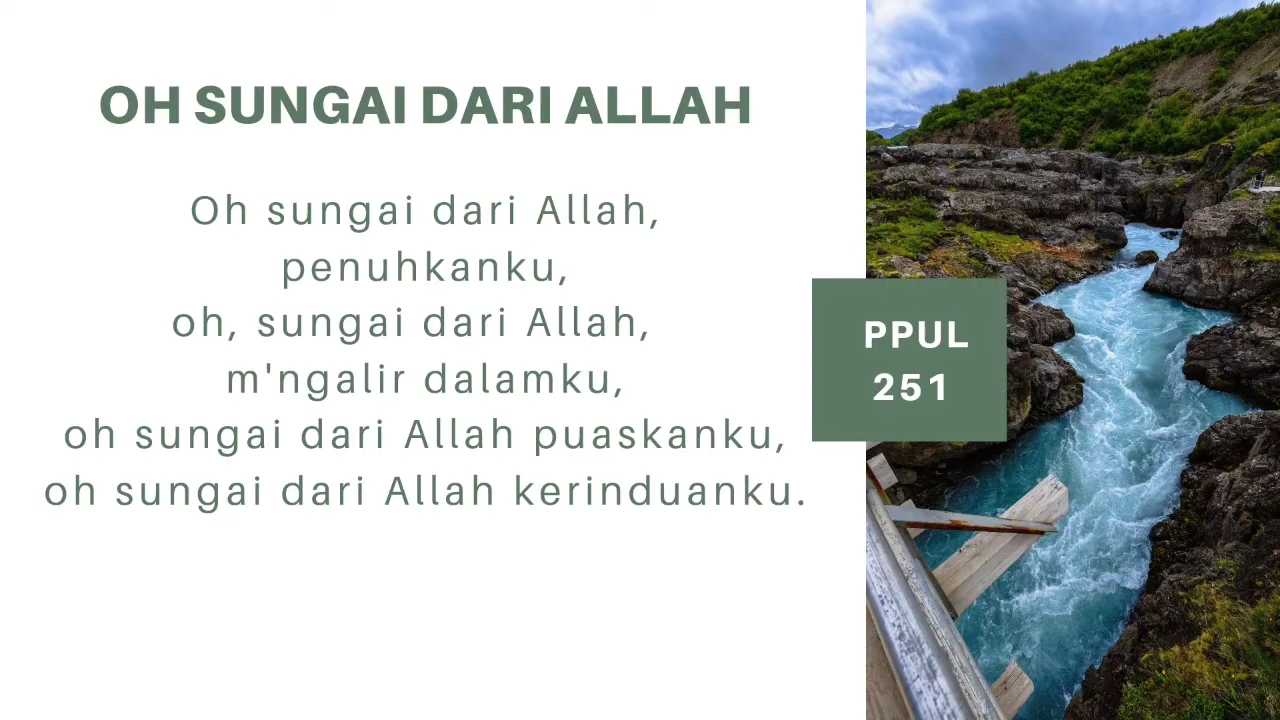 OH SUNGAI DARI ALLAH
Oh sungai dari Allah,
penuhkanku,
oh, sungai dari Allah,
m'ngalir dalamku,
oh sungai dari Allah puaskanku,
oh sungai dari Allah kerinduanku.
PPUL
251